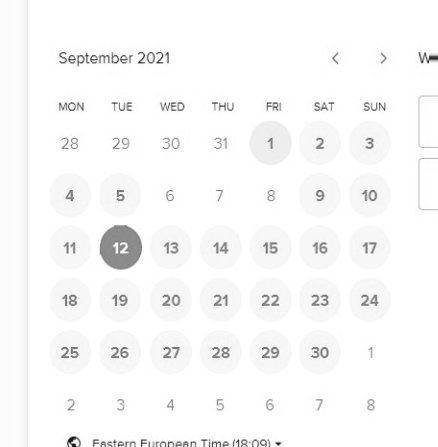 September 2021
MON TUE WED THU FRI SAT SUN
28 29 30 31 1 2 3
4 5 6 7 8 9 10
11 12 13 14 15 16 17
18 19 20 21 22 23 24
25 26 27 28 29 30 1
2 3 4 5 6 7 8
Eastern European Time (18:09)